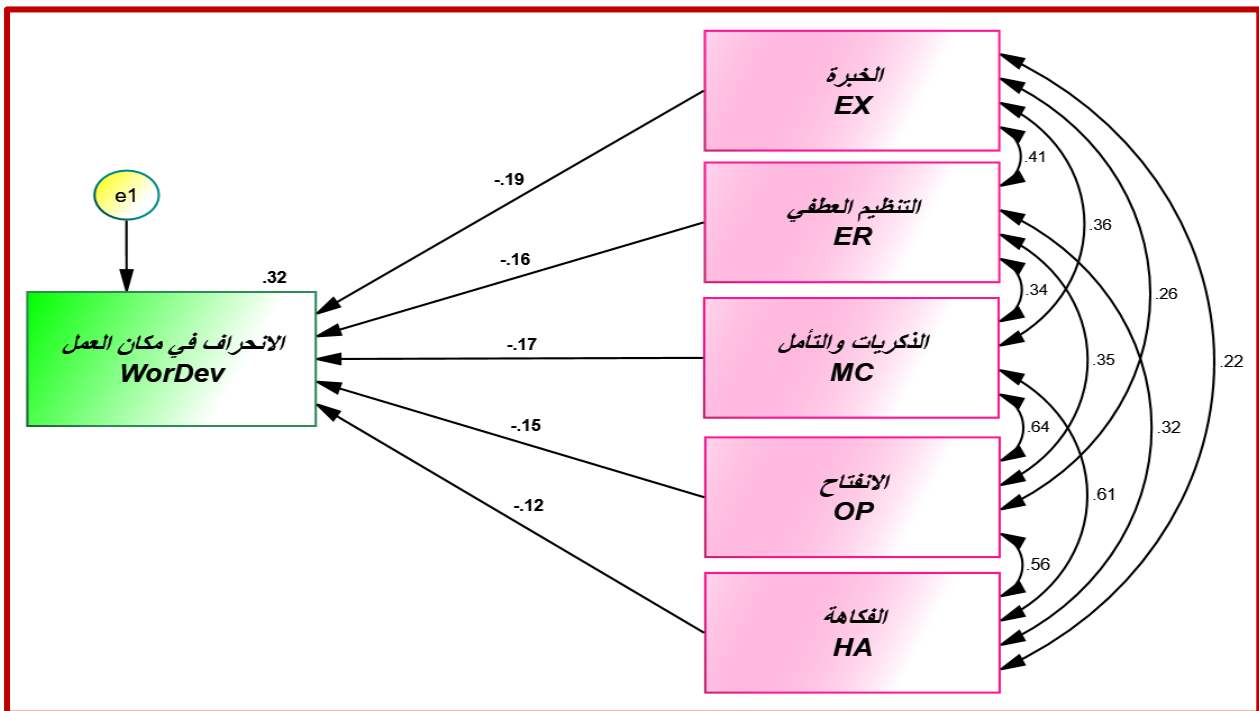 الخبرة
EX
.41
-.19
e1
التنظيم العطفي
ER
.36
-.16
.32
.34
.26
الانحراف في مكان العمل
WorDev
-.17
الذكريات والتأمل
MC
.35
.22
.64
.32
-.15
الانفتاح
OP
.61
-.12
.56
الفكاهة
HA